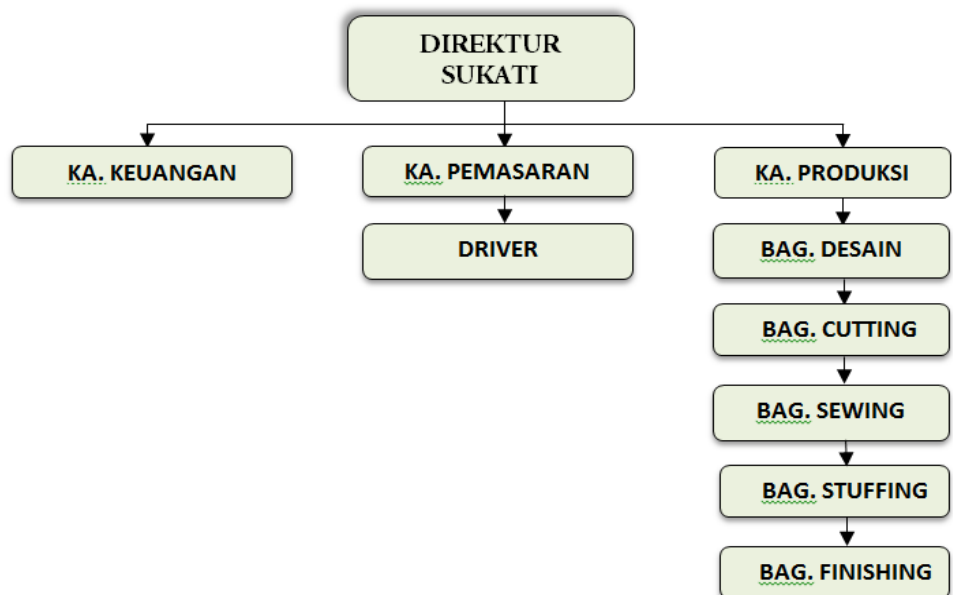 DIREKTUR
SUKATI
KA. KEUANGAN
KA. PEMASARAN
KA. PRODUKSI
DRIVER
BAG. DESAIN
BAG. CUTTING
BAG. SEWING
BAG. STUFFING
BAG. FINISHING